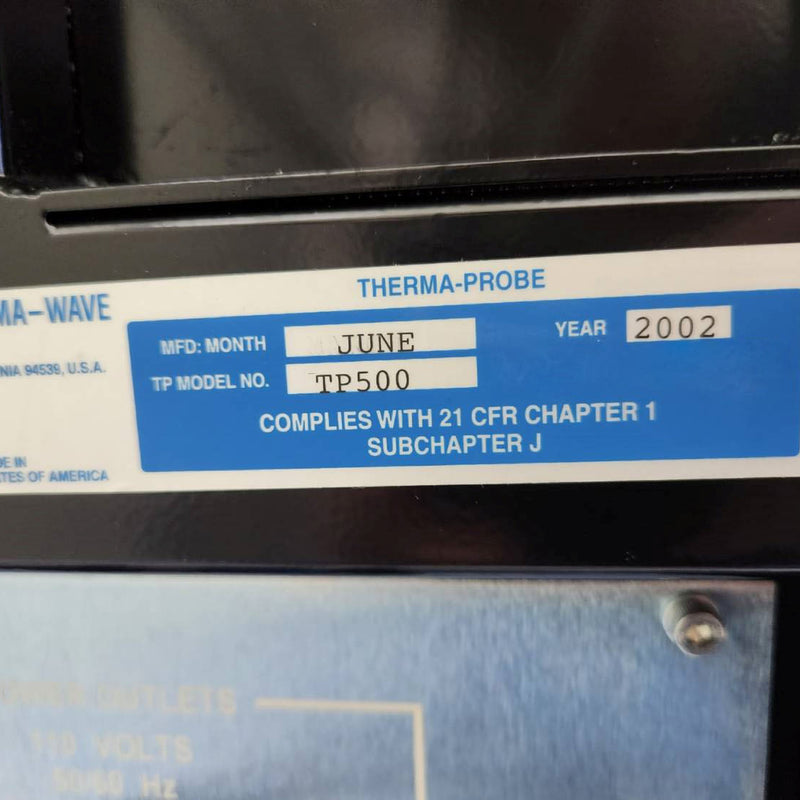 THERMA-PROBE
MA-WAVE
NIA 94539, U.S.A.
DE IN
TES OF AMERICA
MFD: MONTH JUNE YEAR 2002
TP MODEL NO. TP500
COMPLIES WITH 21 CFR CHAPTER 1
SUBCHAPTER J
OUTLETS
110 VOLTS
50/60 Hz